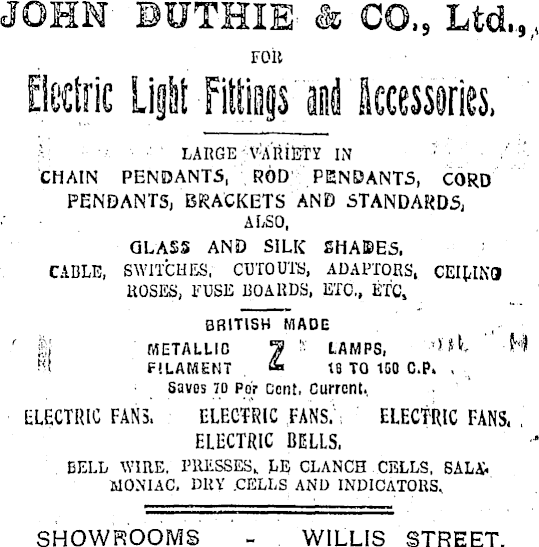 JOHN DUTHIE & CO., Ltd.,
FOR
Electric Light Fittings and Accessories.
LARGE VARIETY IN
CHAIN PENDANTS, ROD PENDANTS, CORD
PENDANTS, BRACKETS AND STANDARDS,
ALSO,
GLASS AND SILK SHADES.
CABLE, SWITCHES, CUTOUTS, ADAPTORS, CEILING
ROSES, FUSE BOARDS, ETC., ETC,
BRITISH MADE
METALLIC Z LAMPS,
FILAMENT 16 TO 150 C.P.
Saves 70 Per Cent, Current.
ELECTRIC FANS. ELECTRIC FANS. ELECTRIC FANS.
ELECTRIC BELLS,
BELL WIRE, PRESSES, LE CLANCH CELLS, SALA-
MONIAC, DRY CELLS AND INDICATORS.
SHOWROOMS - WILLIS STREET.